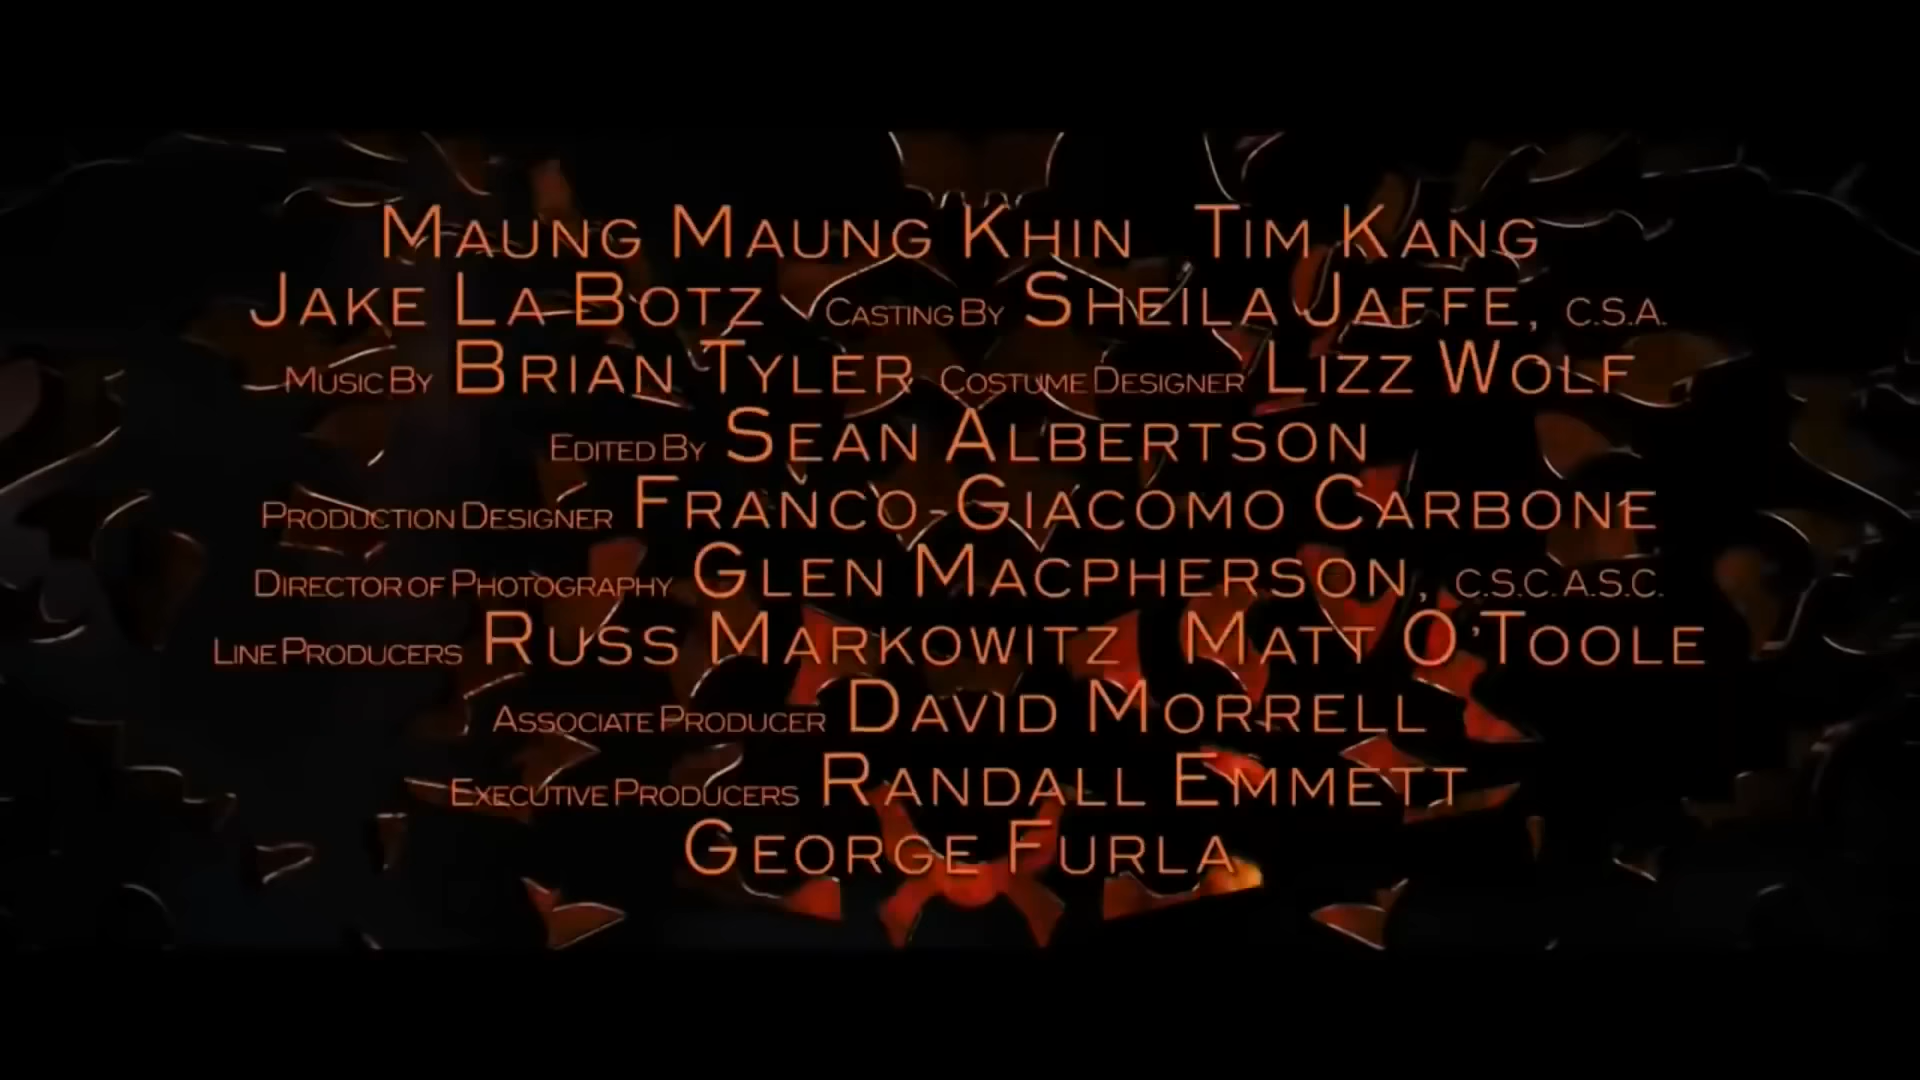 Maung Maung Khin Tim Kang
Jake La Botz Casting By Sheila Jaffe, C.S.A.
Music By Brian Tyler Costume Designer Lizz Wolf
Edited By Sean Albertson
Production Designer Franco-Giacomo Carbone
Director of Photography Glen Macpherson, C.S.C. A.S.C.
Line Producers Russ Markowitz Matt O'Toole
Associate Producer David Morrell
Executive Producers Randall Emmett
George Furla